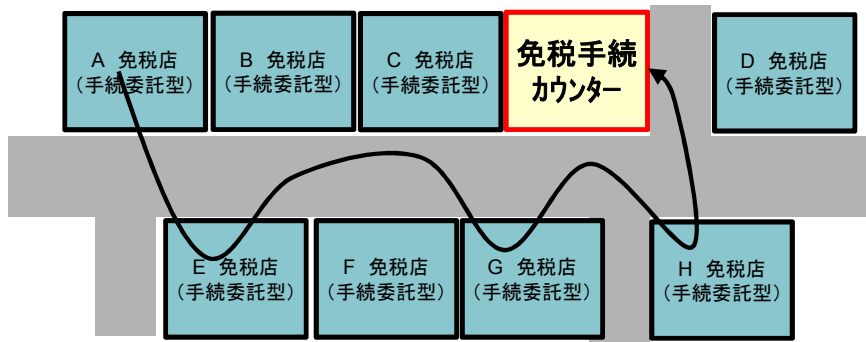 A 免税店
(手続委託型)
B 免税店
(手続委託型)
C 免税店
(手続委託型)
免税手続
カウンター
D 免税店
(手続委託型)
E 免税店
(手続委託型)
F 免税店
(手続委託型)
G 免税店
(手続委託型)
H 免税店
(手続委託型)